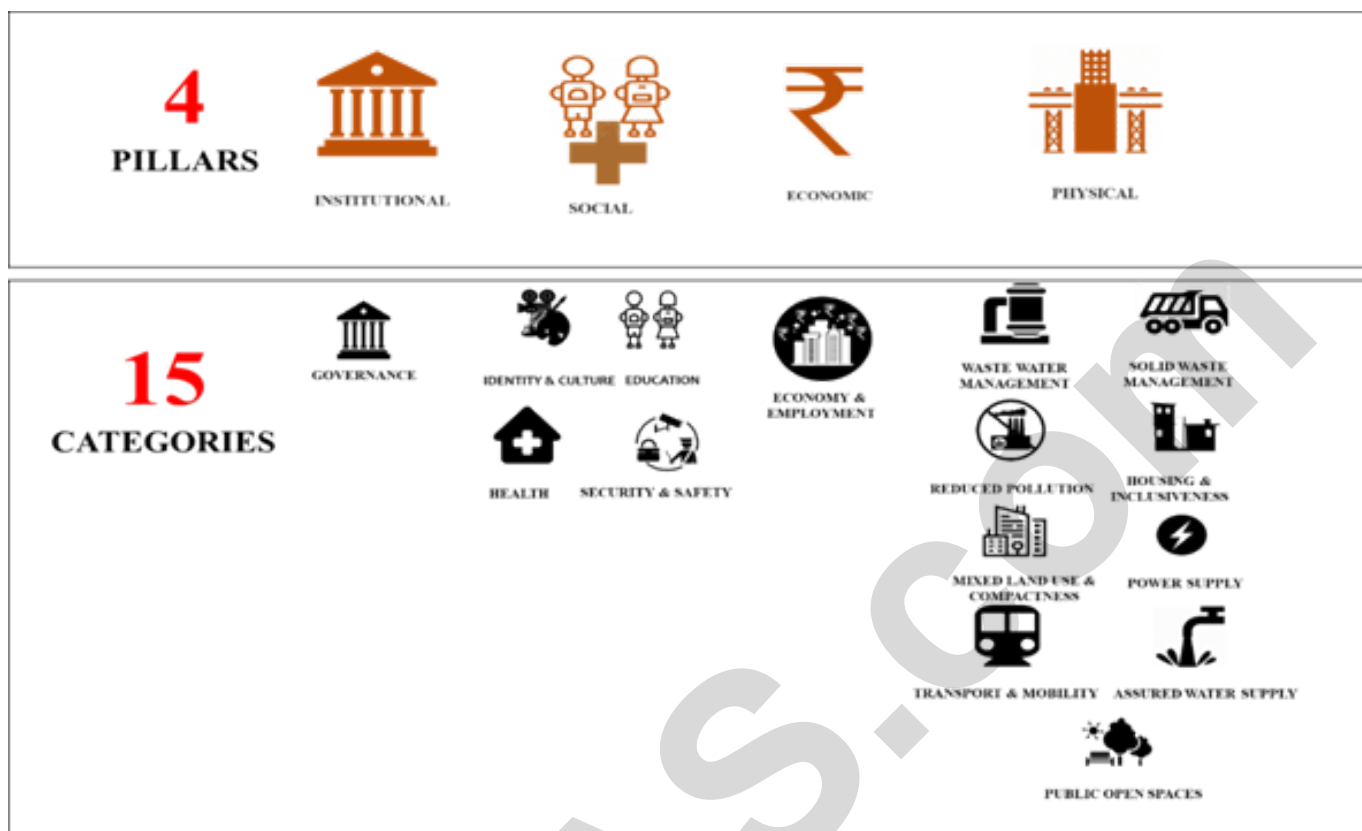 4
PILLARS
INSTITUTIONAL
SOCIAL
ECONOMIC
PHYSICAL
15
CATEGORIES
GOVERNANCE
IDENTITY & CULTURE
EDUCATION
HEALTH
SECURITY & SAFETY
ECONOMY &
EMPLOYMENT
WASTE WATER
MANAGEMENT
SOLID WASTE
MANAGEMENT
REDUCED POLLUTION
HOUSING &
INCLUSIVENESS
MIXED LAND USE &
COMPACTNESS
POWER SUPPLY
TRANSPORT & MOBILITY
ASSURED WATER SUPPLY
PUBLIC OPEN SPACES
s.com